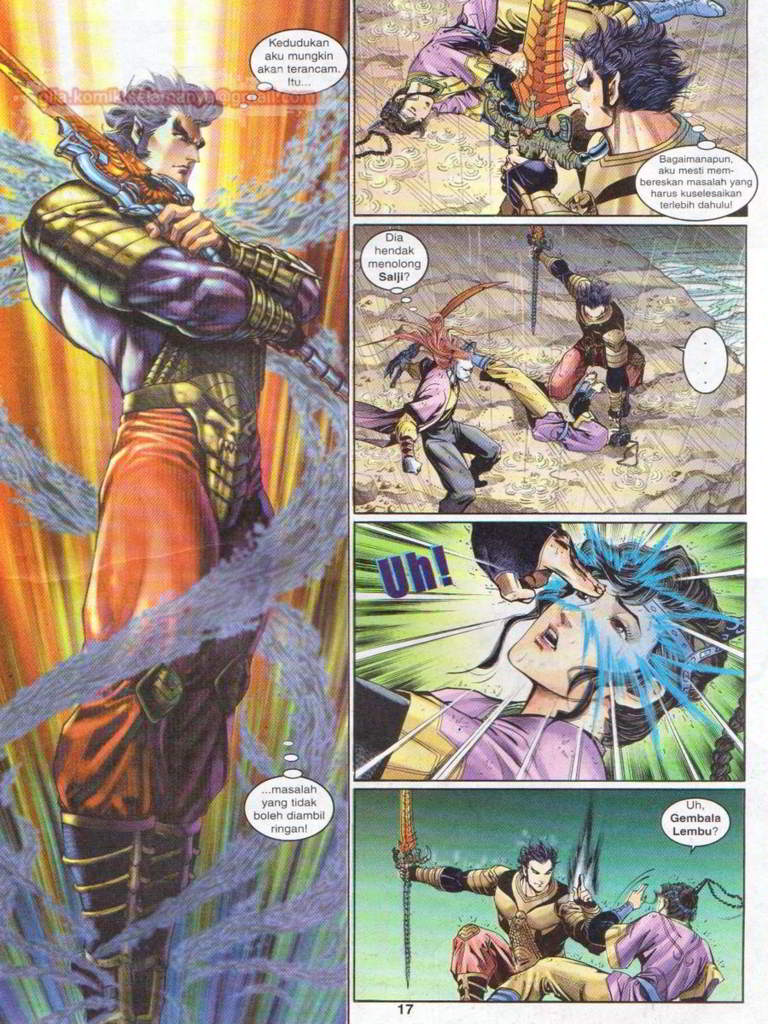 Kedudukan
aku mungkin
akan terancam.
Itu...
...masalah
yang tidak
boleh diambil
ringan!
Bagaimanapun,
aku mesti mem-
bereskan masalah yang
harus kuselesaikan
terlebih dahulu!
Dia
hendak
menolong
Salji?
...
Uh!
Uh,
Gembala
Lembu?
17